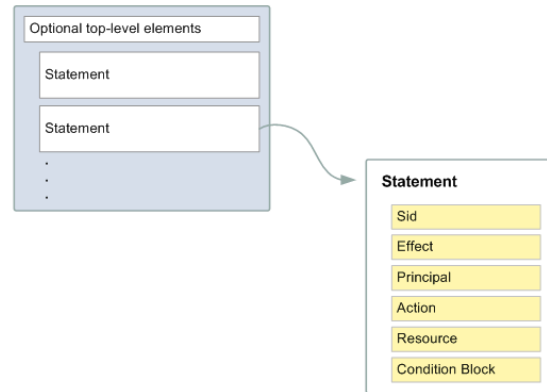 Optional top-level elements
Statement
Statement
.
.
.
Statement
Sid
Effect
Principal
Action
Resource
Condition Block